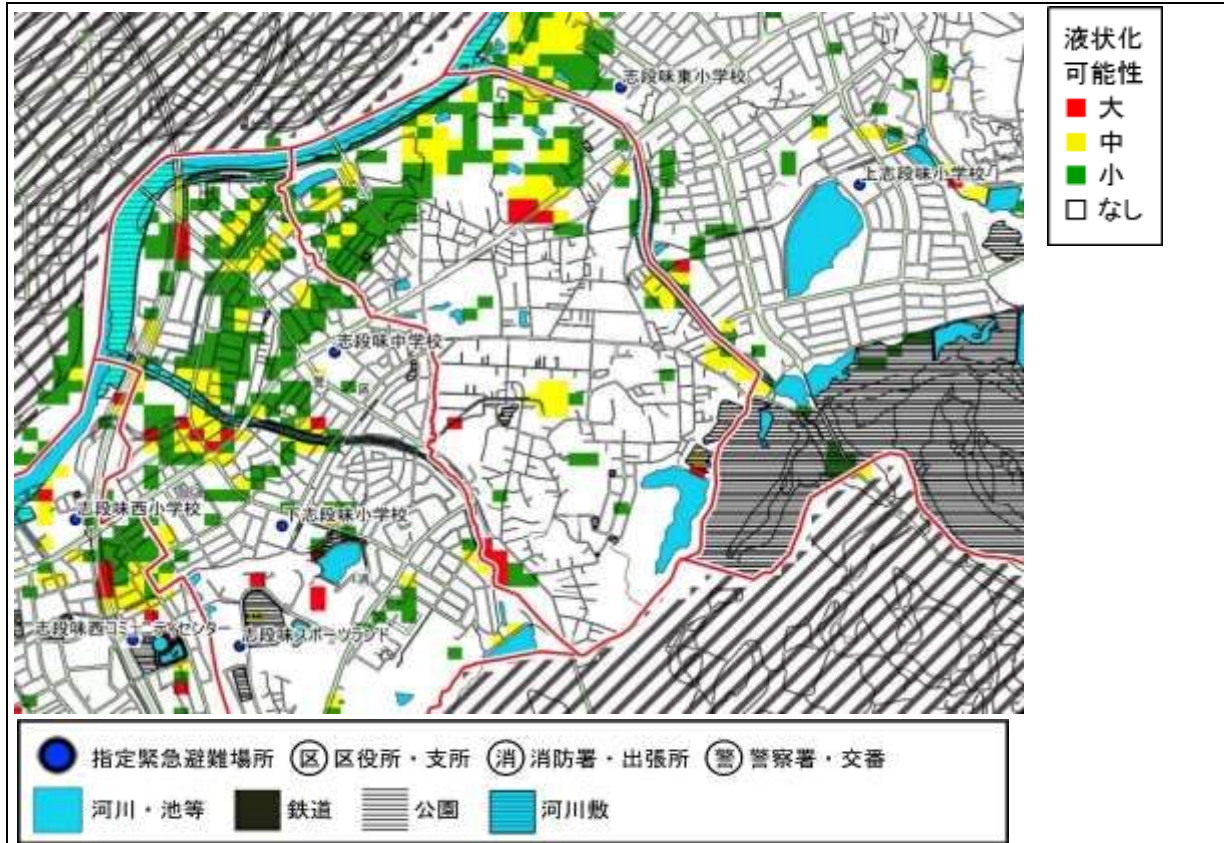 液状化
可能性
大
中
小
なし
志段味東小学校
上志段味小学校
志段味中学校
区
志段味西小学校
下志段味小学校
消
志段味西コミュニティセンター
志段味スポーツランド
指定緊急避難場所 区 区役所・支所 消 消防署・出張所 警 警察署・交番
河川・池等 鉄道 公園 河川敷